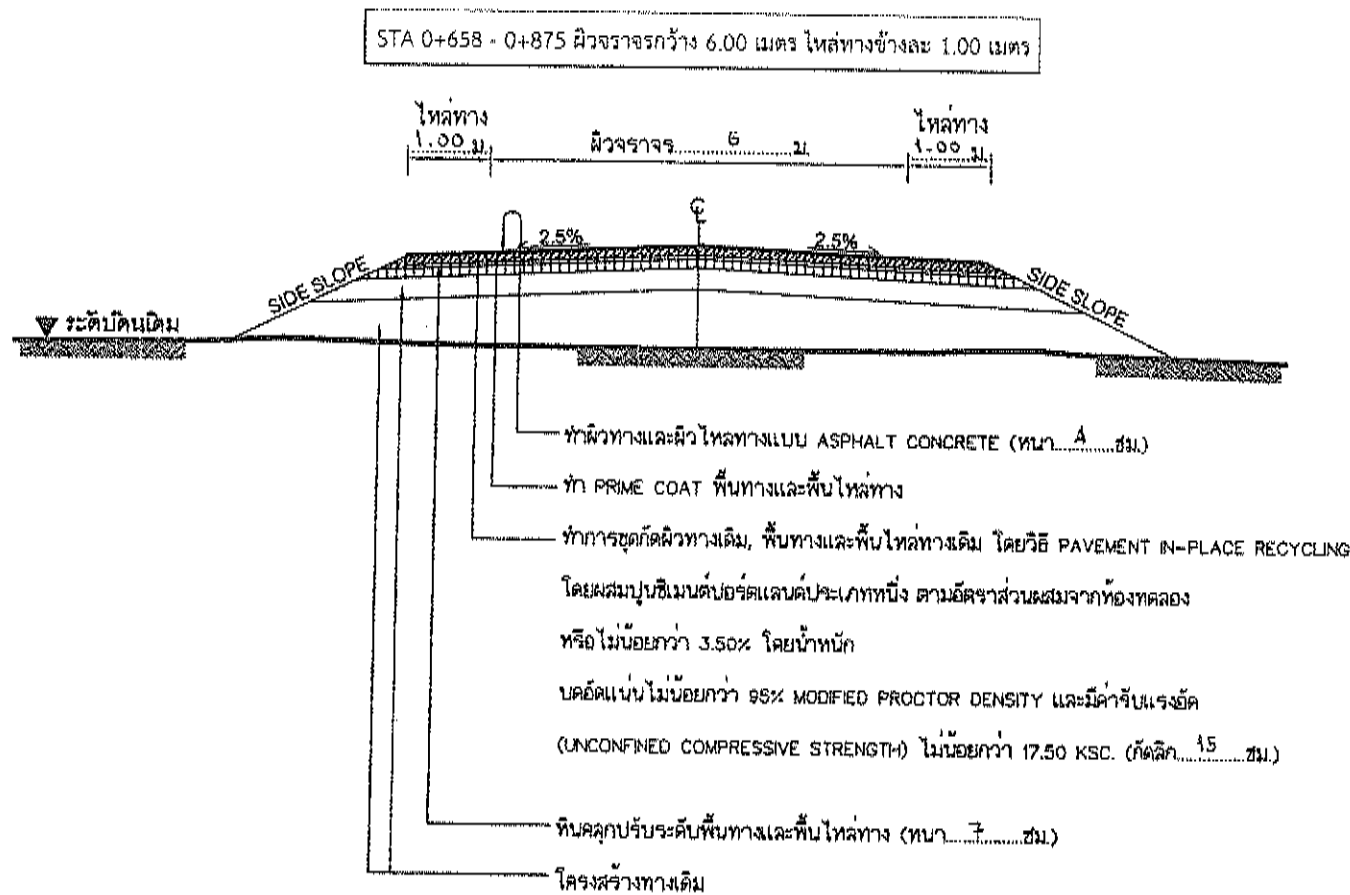 STA 0+658 - 0+875 ผิวจราจรกว้าง 6.00 เมตร ไหล่ทางข้างละ 1.00 เมตร
ไหล่ทาง
1.00 ม.
ผิวจราจร 6 ม.
ไหล่ทาง
1.00 ม.
C̵L
2.5%
2.5%
SIDE SLOPE
SIDE SLOPE
ระดับดินเดิม
ทำผิวทางและผิวไหล่ทางแบบ ASPHALT CONCRETE (หนา 4 ซม.)
ทำ PRIME COAT พื้นทางและพื้นไหล่ทาง
ทำการขุดกัดผิวทางเดิม, พื้นทางและพื้นไหล่ทางเดิม โดยวิธี PAVEMENT IN-PLACE RECYCLING
โดยผสมปูนซีเมนต์ปอร์ตแลนด์ประเภทหนึ่ง ตามอัตราส่วนผสมจากห้องทดลอง
หรือไม่น้อยกว่า 3.50% โดยน้ำหนัก
บดอัดแน่นไม่น้อยกว่า 95% MODIFIED PROCTOR DENSITY และมีค่ารับแรงอัด
(UNCONFINED COMPRESSIVE STRENGTH) ไม่น้อยกว่า 17.50 KSC. (กัดลึก 15 ซม.)
หินคลุกปรับระดับพื้นทางและพื้นไหล่ทาง (หนา 7 ซม.)
โครงสร้างทางเดิม